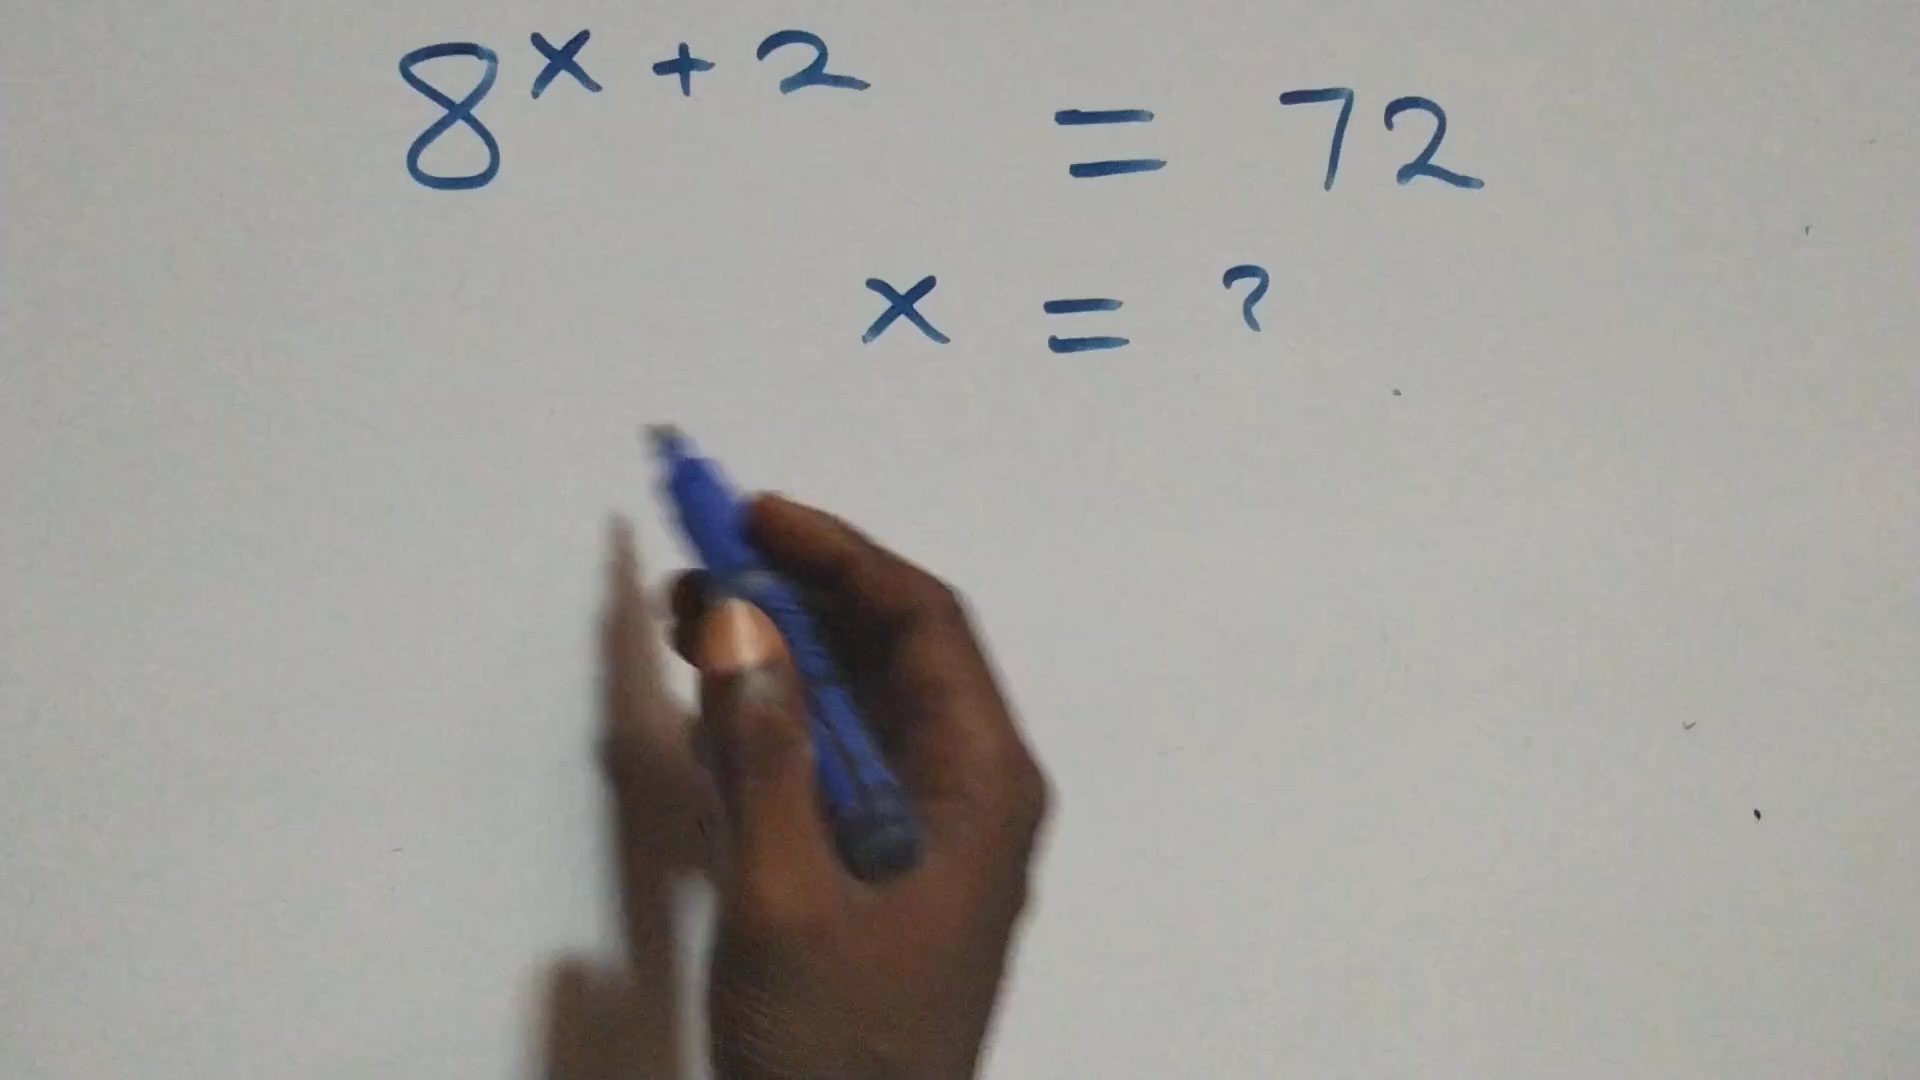 8^{x+2} = 72
x = ?